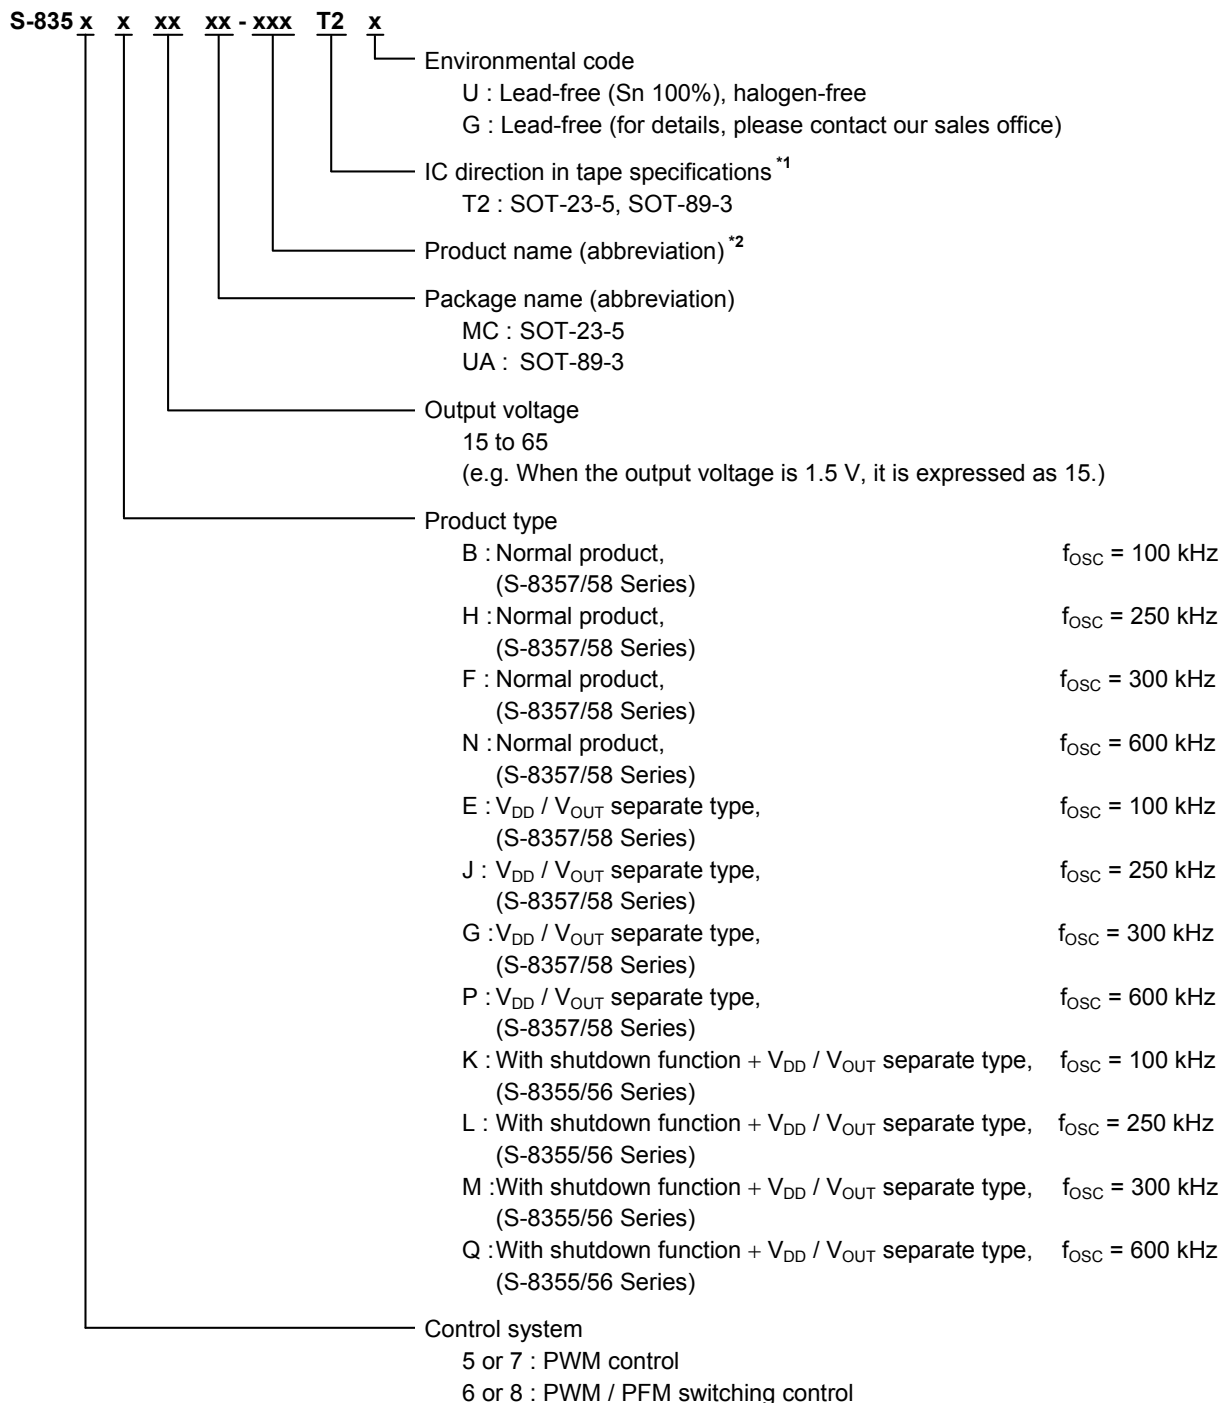 S-835 x x xx xx - xxx T2 x
Environmental code
U : Lead-free (Sn 100%), halogen-free
G : Lead-free (for details, please contact our sales office)
IC direction in tape specifications *1
T2 : SOT-23-5, SOT-89-3
Product name (abbreviation) *2
Package name (abbreviation)
MC : SOT-23-5
UA : SOT-89-3
Output voltage
15 to 65
(e.g. When the output voltage is 1.5 V, it is expressed as 15.)
Product type
B : Normal product, fOSC = 100 kHz
(S-8357/58 Series)
H : Normal product, fOSC = 250 kHz
(S-8357/58 Series)
F : Normal product, fOSC = 300 kHz
(S-8357/58 Series)
N : Normal product, fOSC = 600 kHz
(S-8357/58 Series)
E : VDD / VOUT separate type, fOSC = 100 kHz
(S-8357/58 Series)
J : VDD / VOUT separate type, fOSC = 250 kHz
(S-8357/58 Series)
G : VDD / VOUT separate type, fOSC = 300 kHz
(S-8357/58 Series)
P : VDD / VOUT separate type, fOSC = 600 kHz
(S-8357/58 Series)
K : With shutdown function + VDD / VOUT separate type, fOSC = 100 kHz
(S-8355/56 Series)
L : With shutdown function + VDD / VOUT separate type, fOSC = 250 kHz
(S-8355/56 Series)
M : With shutdown function + VDD / VOUT separate type, fOSC = 300 kHz
(S-8355/56 Series)
Q : With shutdown function + VDD / VOUT separate type, fOSC = 600 kHz
(S-8355/56 Series)
Control system
5 or 7 : PWM control
6 or 8 : PWM / PFM switching control